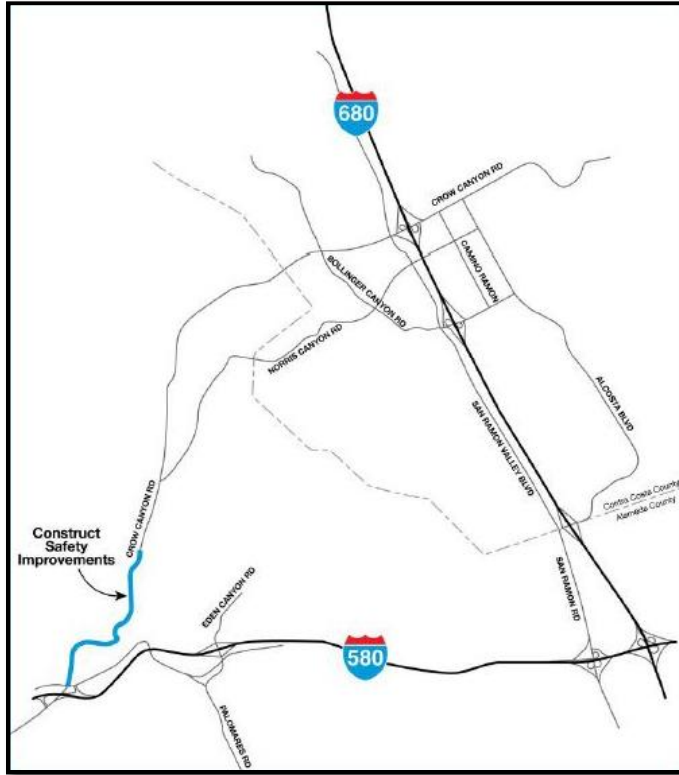 680
CROW CANYON RD
CAMINO RAMON
BOLLINGER CANYON RD
NORRIS CANYON RD
ALCOSTA BLVD
SAN RAMON VALLEY BLVD
Contra Costa County
Alameda County
CROW CANYON RD
Construct
Safety
Improvements
EDEN CANYON RD
SAN RAMON RD
580
PALOMARES RD